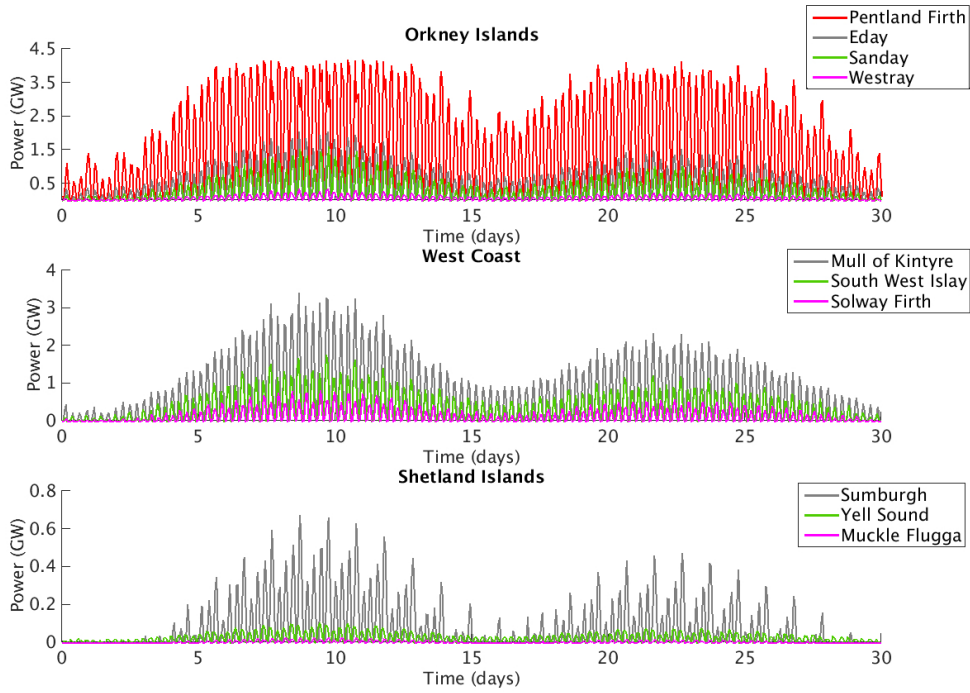 Orkney Islands
Pentland Firth
Eday
Sanday
Westray
Power (GW)
4.5
3.5
2.5
1.5
0.5
0 5 10 15 20 25 30
Time (days)
West Coast
Mull of Kintyre
South West Islay
Solway Firth
Power (GW)
4
3
2
1
0
0 5 10 15 20 25 30
Time (days)
Shetland Islands
Sumburgh
Yell Sound
Muckle Flugga
Power (GW)
0.8
0.6
0.4
0.2
0
0 5 10 15 20 25 30
Time (days)